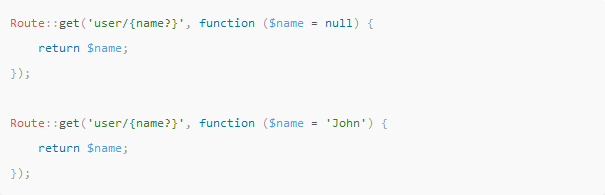 Route::get('user/{name?}', function ($name = null) {
    return $name;
});

Route::get('user/{name?}', function ($name = 'John') {
    return $name;
});